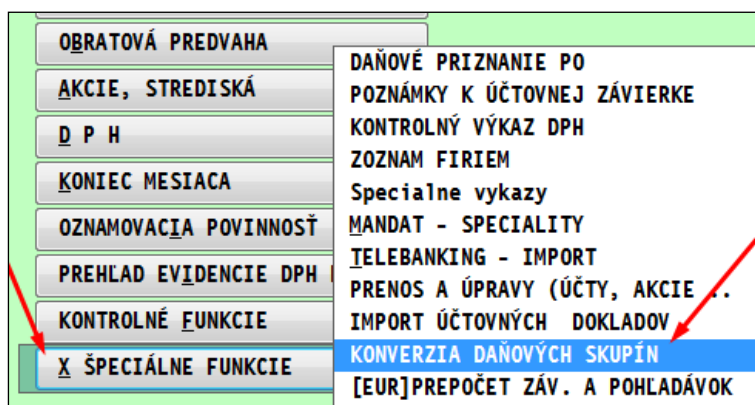 OBRATOVÁ PREDVAHA
AKCIE, STREDISKÁ
D P H
KONIEC MESIACA
OZNAMOVACIA POVINNOSŤ
PREHĽAD EVIDENCIE DPH
KONTROLNÉ FUNKCIE
X ŠPECIÁLNE FUNKCIE
DAŇOVÉ PRIZNANIE PO
POZNÁMKY K ÚČTOVNEJ ZÁVIERKE
KONTROLNÝ VÝKAZ DPH
ZOZNAM FIRIEM
Specialne vykazy
MANDAT - SPECIALITY
TELEBANKING - IMPORT
PRENOS A ÚPRAVY (ÚČTY, AKCIE ..
IMPORT ÚČTOVNÝCH DOKLADOV
KONVERZIA DAŇOVÝCH SKUPÍN
[EUR]PREPOČET ZÁV. A POHĽADÁVOK